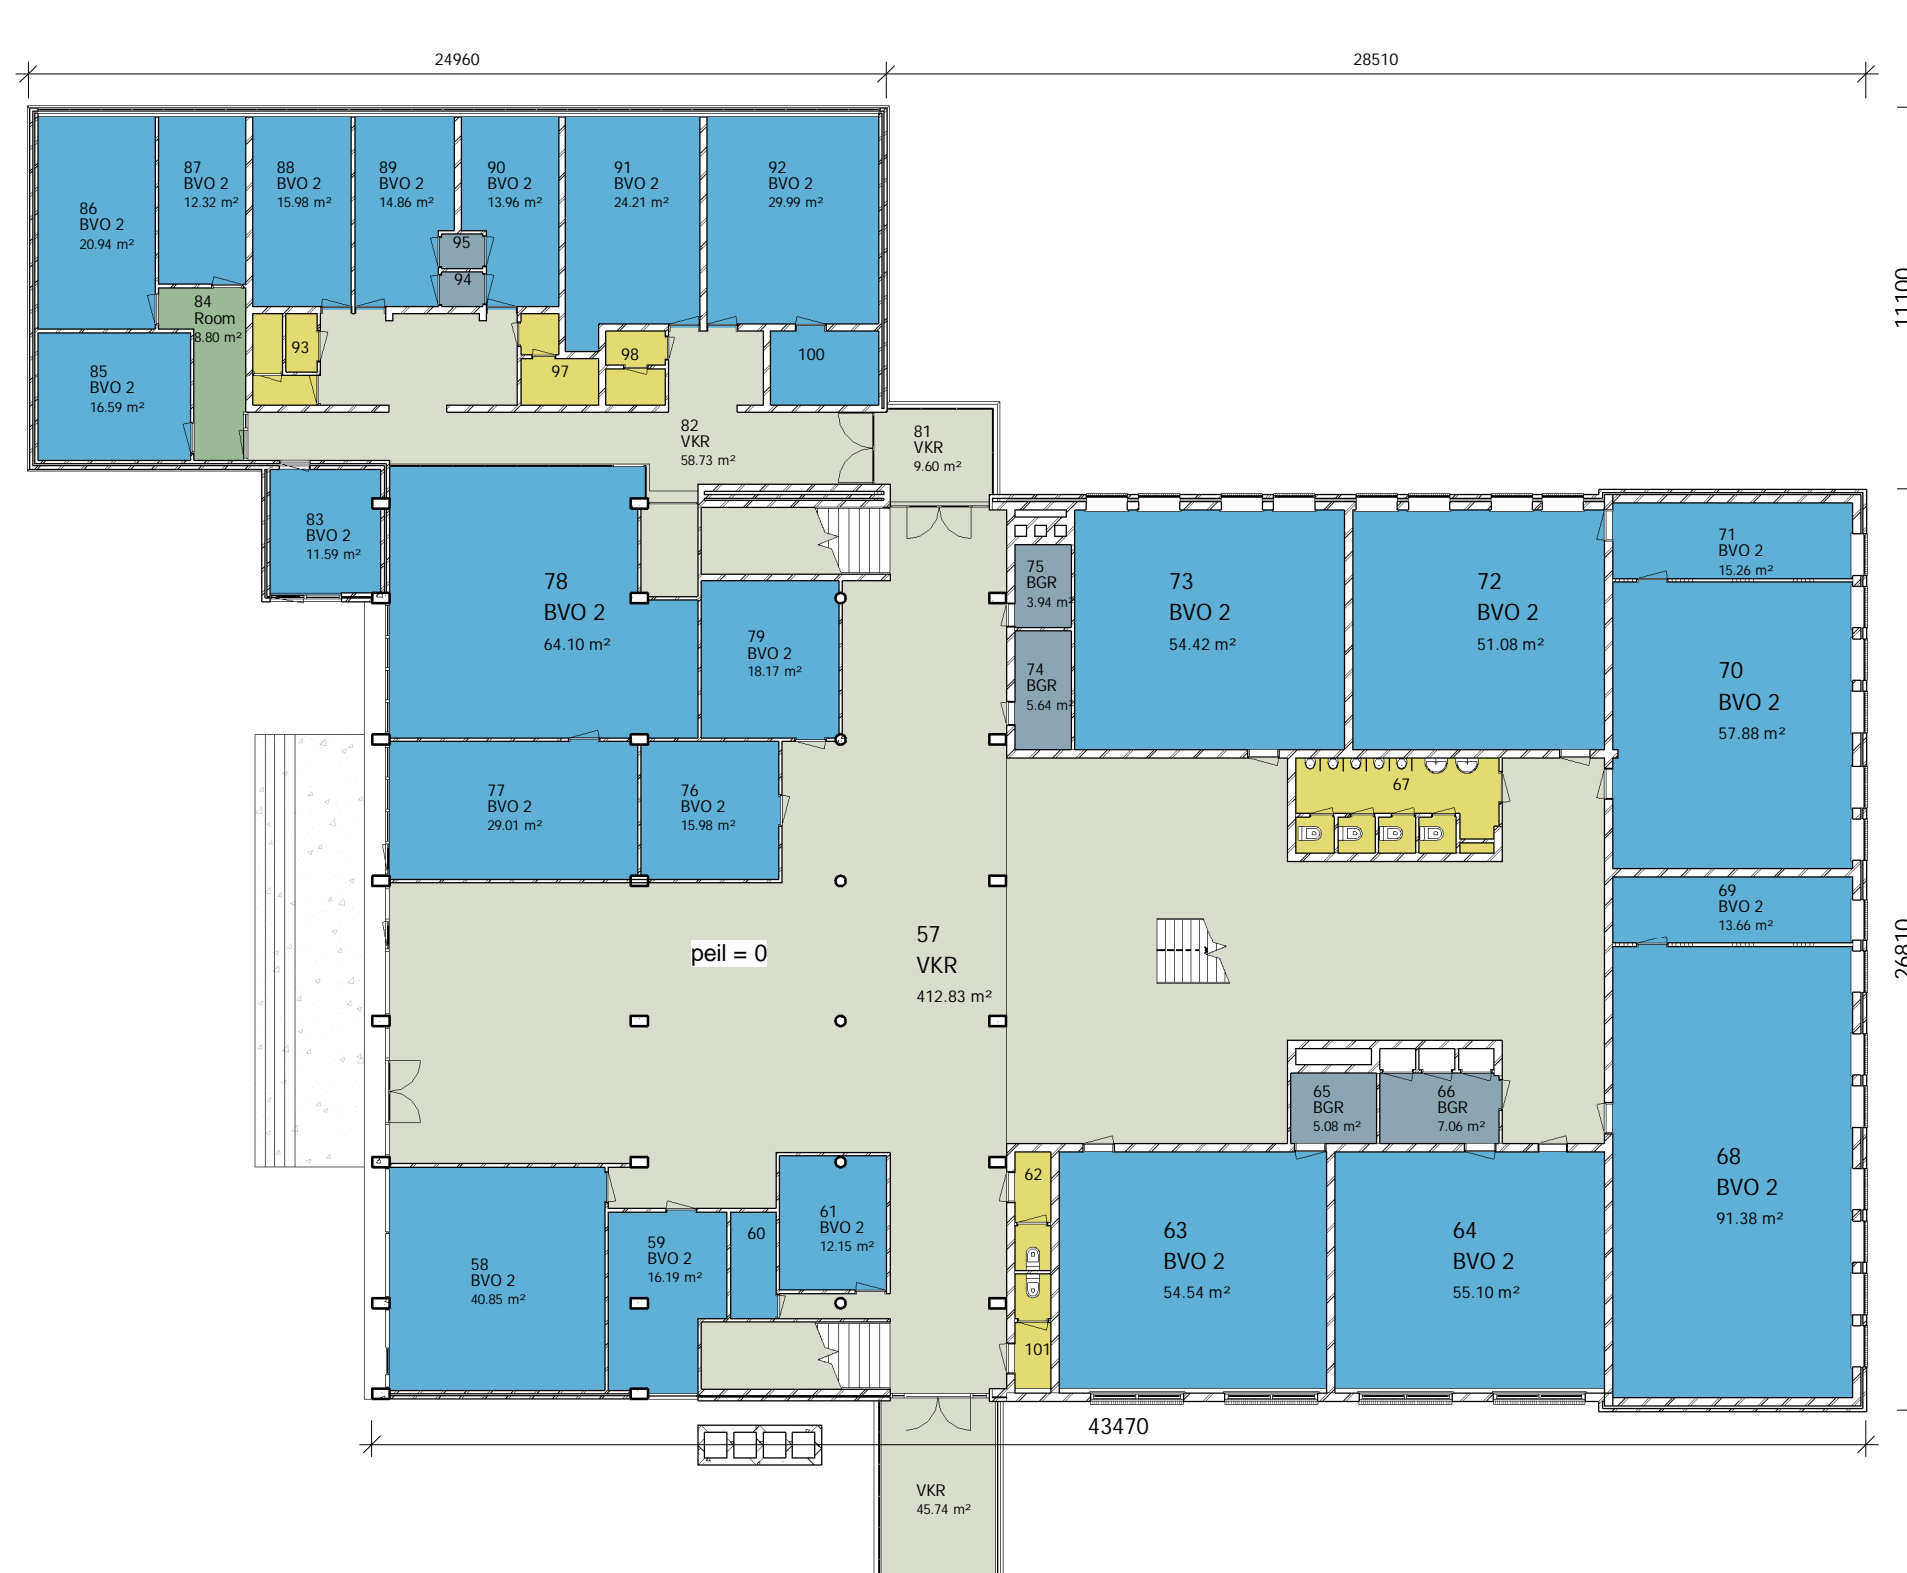 24960
28510
11100
26810
43470
86
BVO 2
20.94 m²
87
BVO 2
12.32 m²
88
BVO 2
15.98 m²
89
BVO 2
14.86 m²
90
BVO 2
13.96 m²
91
BVO 2
24.21 m²
92
BVO 2
29.99 m²
95
94
84
Room
8.80 m²
93
97
98
100
85
BVO 2
16.59 m²
82
VKR
58.73 m²
81
VKR
9.60 m²
83
BVO 2
11.59 m²
78
BVO 2
64.10 m²
79
BVO 2
18.17 m²
75
BGR
3.94 m²
74
BGR
5.64 m²
73
BVO 2
54.42 m²
72
BVO 2
51.08 m²
71
BVO 2
15.26 m²
70
BVO 2
57.88 m²
77
BVO 2
29.01 m²
76
BVO 2
15.98 m²
67
69
BVO 2
13.66 m²
peil = 0
57
VKR
412.83 m²
65
BGR
5.08 m²
66
BGR
7.06 m²
68
BVO 2
91.38 m²
58
BVO 2
40.85 m²
59
BVO 2
16.19 m²
60
61
BVO 2
12.15 m²
62
101
63
BVO 2
54.54 m²
64
BVO 2
55.10 m²
VKR
45.74 m²